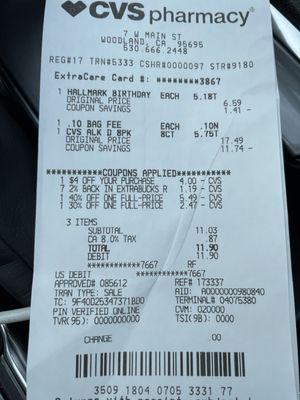 CVS pharmacy
7 W MAIN ST
WOODLAND, CA 95695
530.666.2448
REG#17 TRN#5333 CSHR#0000097 STR#9180
ExtraCare Card #: ********3867
1 HALLMARK BIRTHDAY EACH 5.18T
ORIGINAL PRICE 6.59
COUPON SAVINGS 1.41 -
1 .10 BAG FEE .10N
1 CVS ALK D 8PK 8CT 5.75T
ORIGINAL PRICE 17.49
COUPON SAVINGS 11.74 -
***********COUPONS APPLIED***********
1 $4 OFF YOUR PURCHASE 4.00 - CVS
7 2% BACK IN EXTRABUCKS R 1.19 - CVS
1 40% OFF ONE FULL-PRICE 5.49 - CVS
1 30% OFF ONE FULL-PRICE 2.47 - CVS
3 ITEMS
SUBTOTAL 11.03
CA 8.0% TAX .87
TOTAL 11.90
DEBIT 11.90
************7667 RF
US DEBIT ************7667
APPROVED# 085612 REF# 173337
TRAN TYPE: SALE AID: A0000000980840
TC: 9F40D25347371BD0 TERMINAL# 04075380
PIN VERIFIED ONLINE CVM: 020000
TVR(95): 0000000000 TSI(9B): 0000
CHANGE .00
3509 1804 0705 3331 77